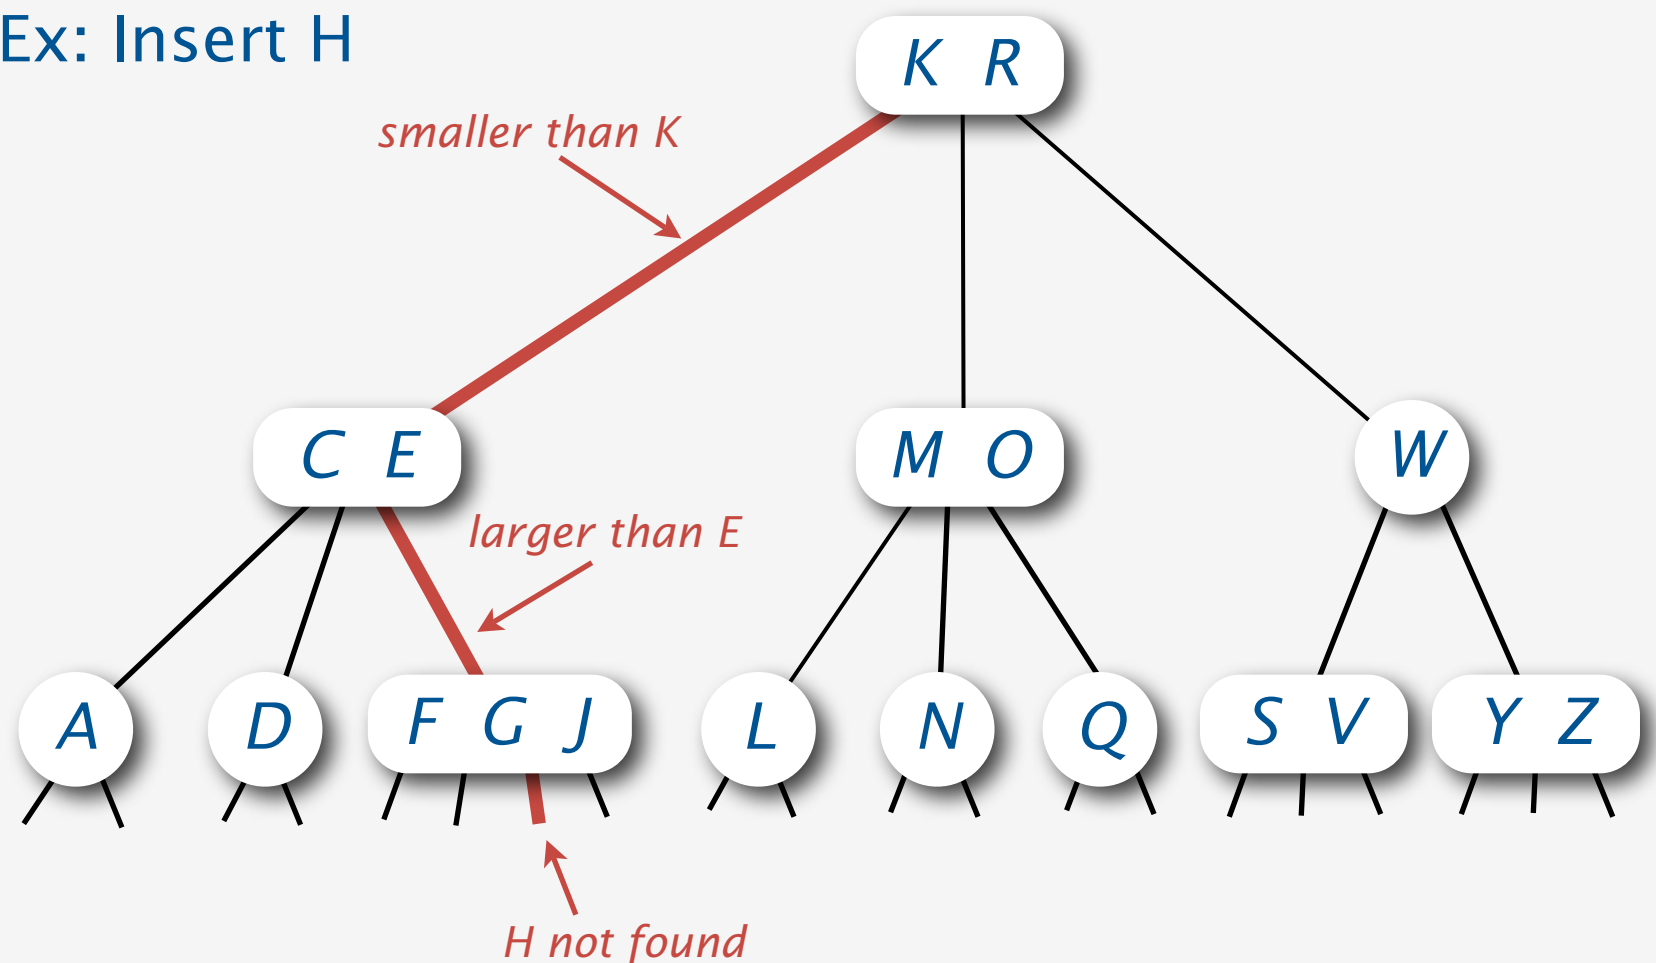 Ex: Insert H
K R
smaller than K
C E
M O
W
larger than E
A
D
F G J
L
N
Q
S V
Y Z
H not found